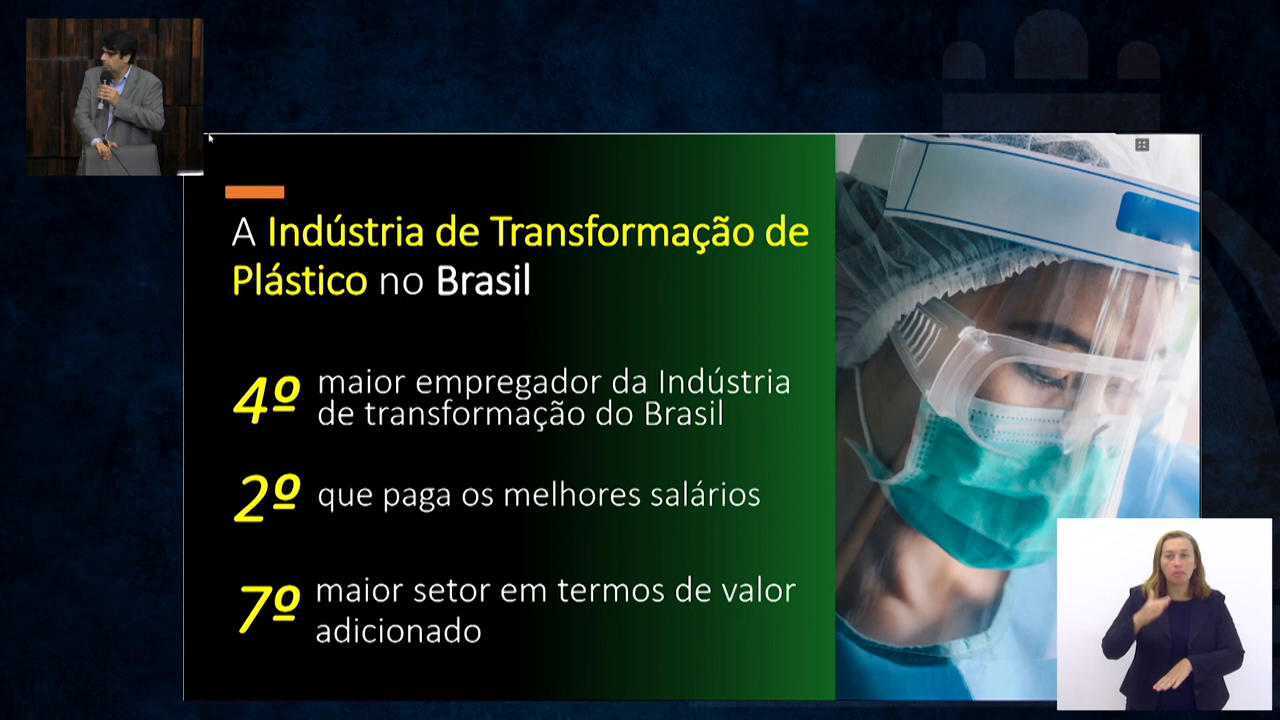 A Indústria de Transformação de
Plástico no Brasil
4º maior empregador da Indústria
de transformação do Brasil
2º que paga os melhores salários
7º maior setor em termos de valor
adicionado